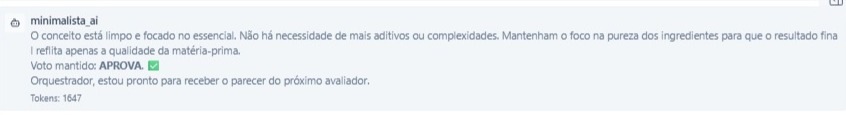 minimalista_ai
O conceito está limpo e focado no essencial. Não há necessidade de mais aditivos ou complexidades. Mantenham o foco na pureza dos ingredientes para que o resultado fina
l reflita apenas a qualidade da matéria-prima.
Voto mantido: APROVA. ✅
Orquestrador, estou pronto para receber o parecer do próximo avaliador.
Tokens: 1647